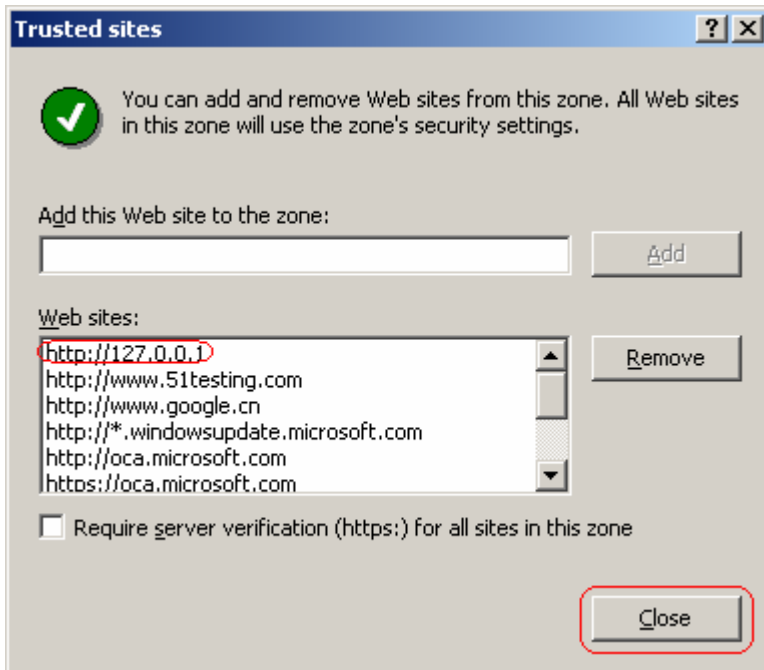 Trusted sites
You can add and remove Web sites from this zone. All Web sites
in this zone will use the zone's security settings.
Add this Web site to the zone:
Add
Web sites:
http://127.0.0.1
Remove
http://www.51testing.com
http://www.google.cn
http://*.windowsupdate.microsoft.com
http://oca.microsoft.com
https://oca.microsoft.com
Require server verification (https:) for all sites in this zone
Close